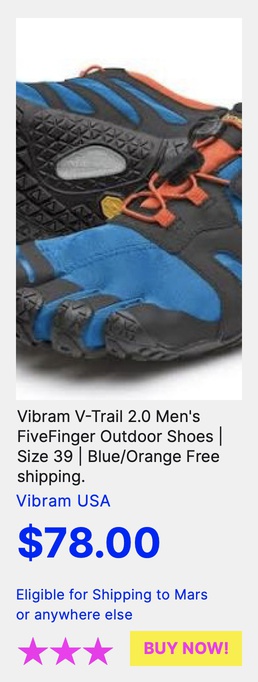 Vibram V-Trail 2.0 Men's
FiveFinger Outdoor Shoes |
Size 39 | Blue/Orange Free
shipping.
Vibram USA
$78.00
Eligible for Shipping to Mars
or anywhere else
BUY NOW!